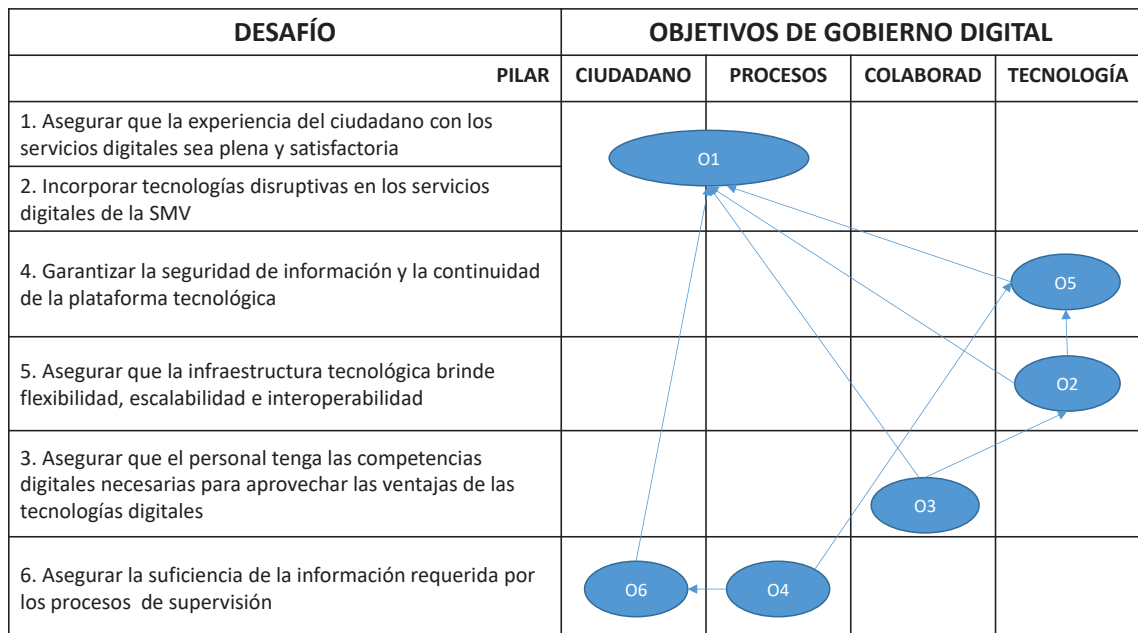 DESAFÍO
OBJETIVOS DE GOBIERNO DIGITAL
PILAR
CIUDADANO
PROCESOS
COLABORAD
TECNOLOGÍA
1. Asegurar que la experiencia del ciudadano con los
servicios digitales sea plena y satisfactoria
O1
2. Incorporar tecnologías disruptivas en los servicios
digitales de la SMV
4. Garantizar la seguridad de información y la continuidad
de la plataforma tecnológica
O5
5. Asegurar que la infraestructura tecnológica brinde
flexibilidad, escalabilidad e interoperabilidad
O2
3. Asegurar que el personal tenga las competencias
digitales necesarias para aprovechar las ventajas de las
tecnologías digitales
O3
6. Asegurar la suficiencia de la información requerida por
los procesos de supervisión
O6
O4